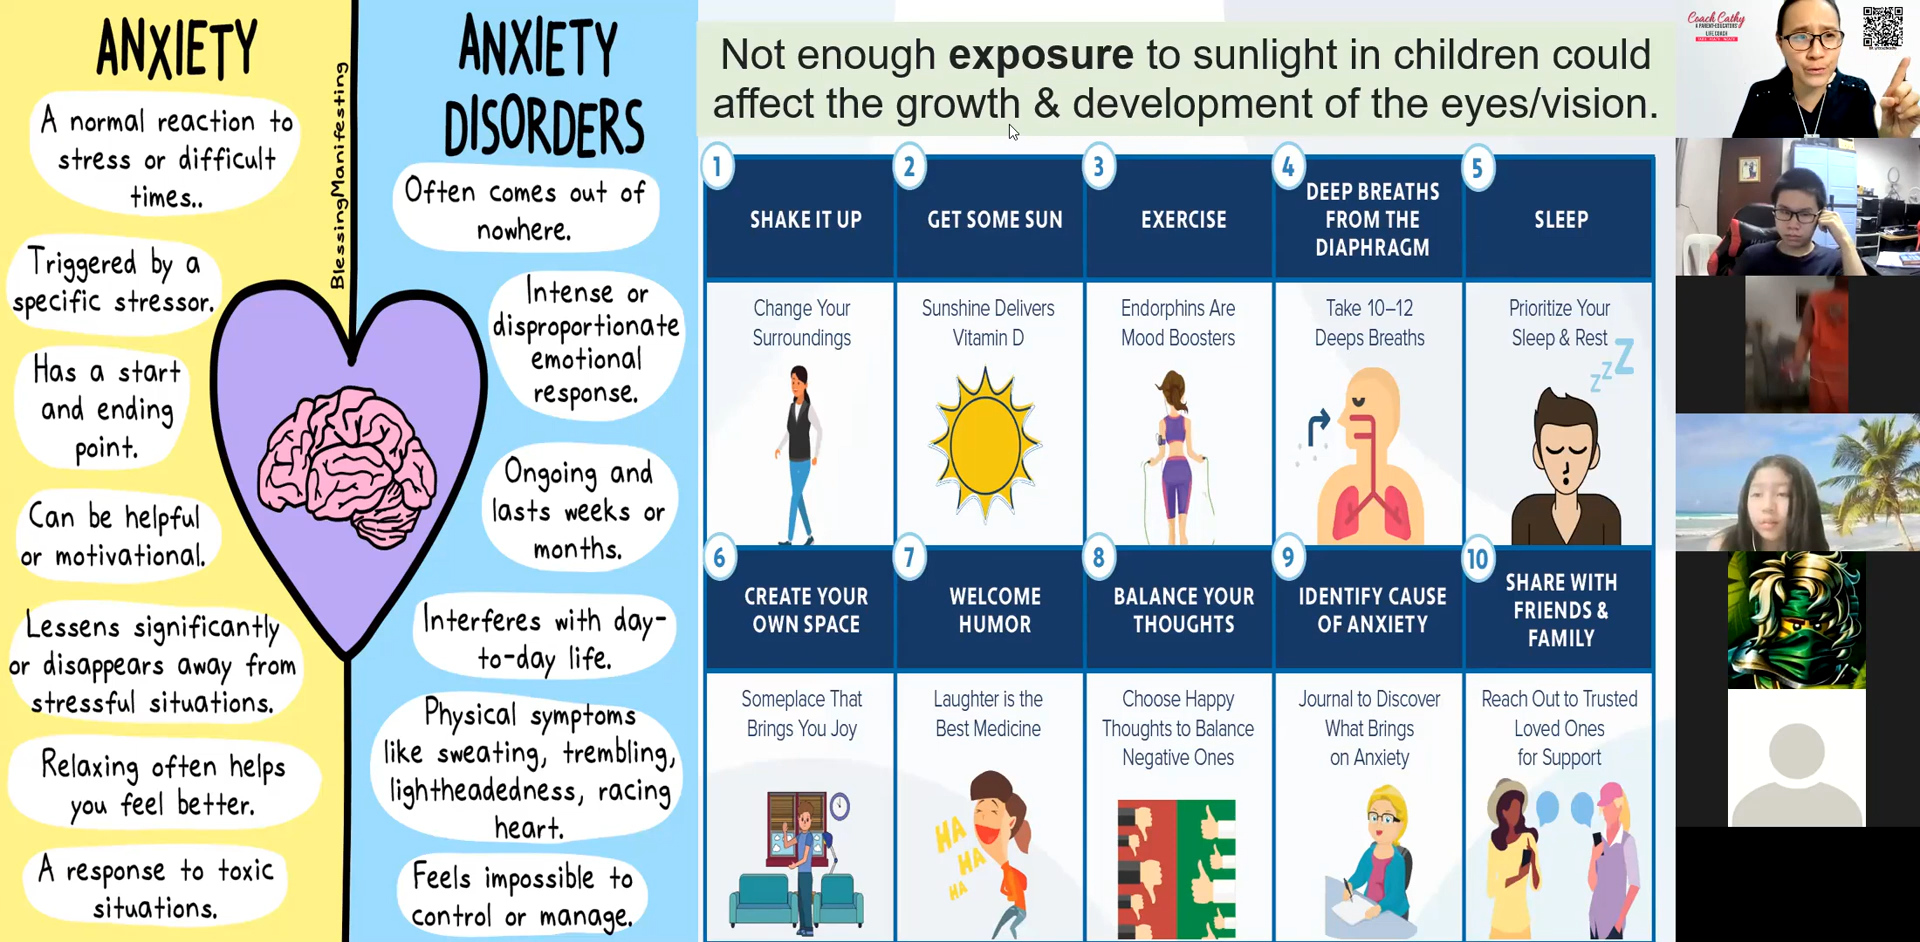 ANXIETY
A normal reaction to
stress or difficult
times..
Triggered by a
specific stressor.
Has a start
and ending
point.
Can be helpful
or motivational.
Lessens significantly
or disappears away from
stressful situations.
Relaxing often helps
you feel better.
A response to toxic
situations.
BlessingManifesting
ANXIETY
DISORDERS
Often comes out of
nowhere.
Intense or
disproportionate
emotional
response.
Ongoing and
lasts weeks or
months.
Interferes with day-
to-day life.
Physical symptoms
like sweating, trembling,
lightheadedness, racing
heart.
Feels impossible to
control or manage.
Not enough exposure to sunlight in children could
affect the growth & development of the eyes/vision.
1
SHAKE IT UP
Change Your
Surroundings
2
GET SOME SUN
Sunshine Delivers
Vitamin D
3
EXERCISE
Endorphins Are
Mood Boosters
4
DEEP BREATHS
FROM THE
DIAPHRAGM
Take 10–12
Deeps Breaths
5
SLEEP
Prioritize Your
Sleep & Rest
z z Z
6
CREATE YOUR
OWN SPACE
Someplace That
Brings You Joy
7
WELCOME
HUMOR
Laughter is the
Best Medicine
HA
HA
HA
8
BALANCE YOUR
THOUGHTS
Choose Happy
Thoughts to Balance
Negative Ones
9
IDENTIFY CAUSE
OF ANXIETY
Journal to Discover
What Brings
on Anxiety
10
SHARE WITH
FRIENDS &
FAMILY
Reach Out to Trusted
Loved Ones
for Support
Coach Cathy
LIFE COACH